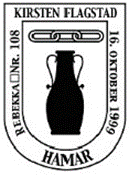 KIRSTEN FLAGSTAD
REBEKKA□NR. 108
16. OKTOBER 1999
HAMAR